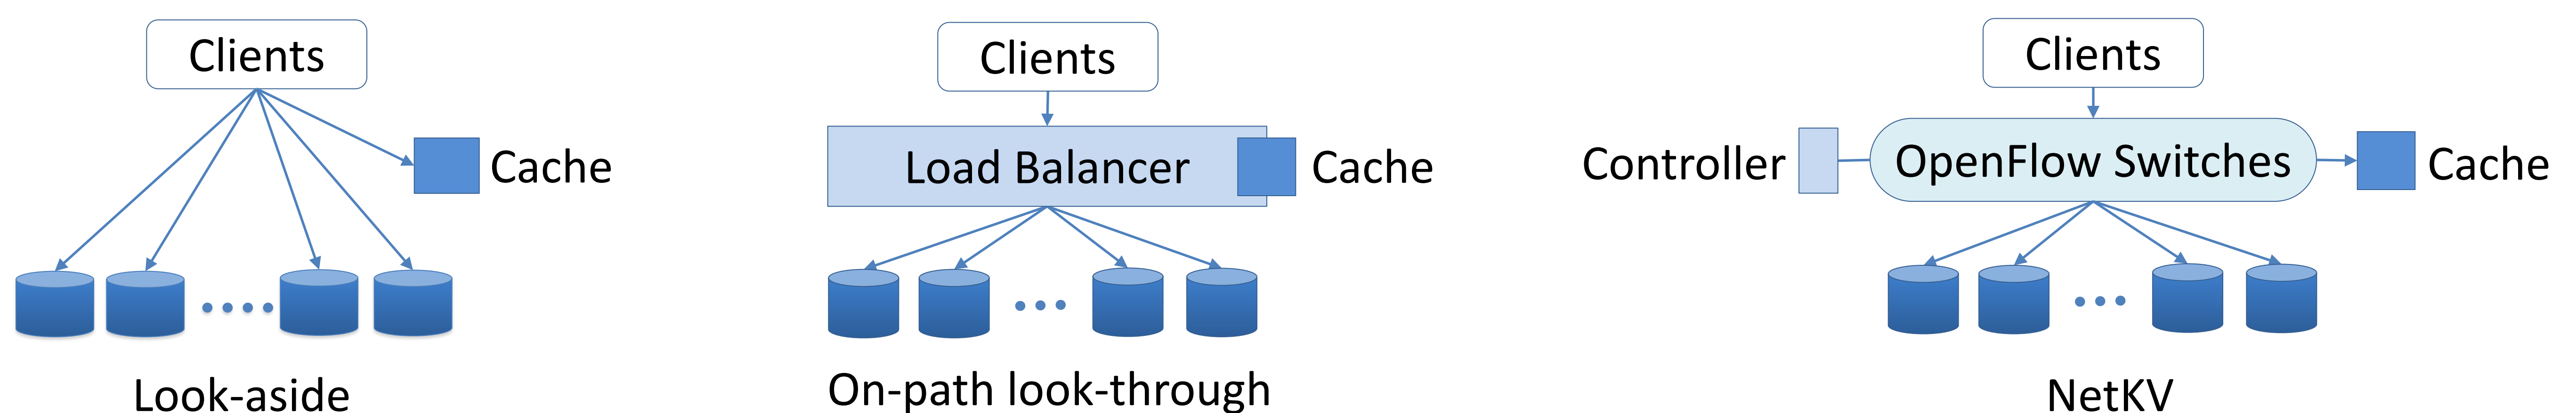 Clients
Cache
Look-aside
Clients
Load Balancer
Cache
On-path look-through
Clients
Controller
OpenFlow Switches
Cache
NetKV